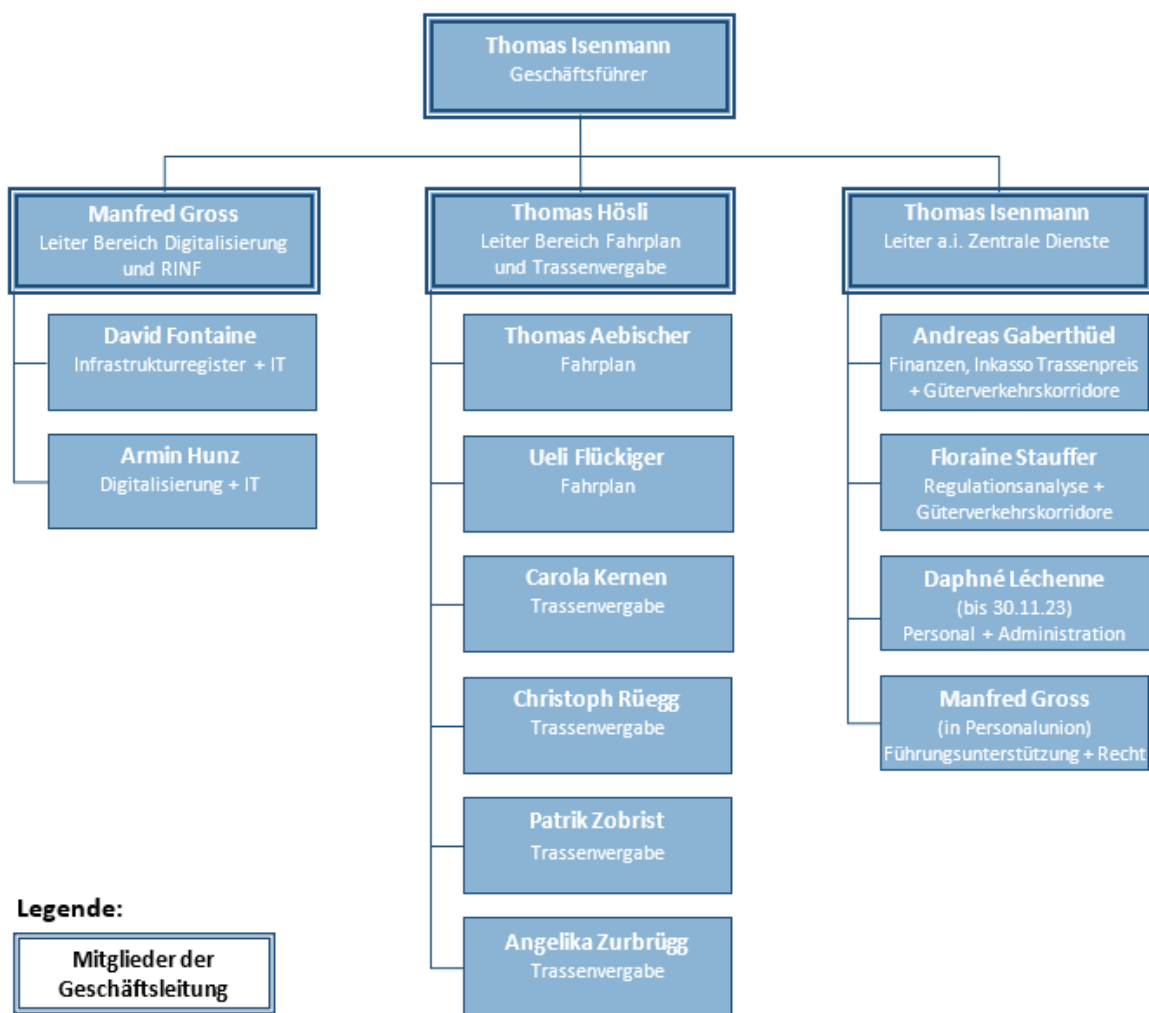 Thomas Isenmann
Geschäftsführer
Manfred Gross
Leiter Bereich Digitalisierung
und RINF
David Fontaine
Infrastrukturregister + IT
Armin Hunz
Digitalisierung + IT
Thomas Hösli
Leiter Bereich Fahrplan
und Trassenvergabe
Thomas Aebischer
Fahrplan
Ueli Flückiger
Fahrplan
Carola Kernen
Trassenvergabe
Christoph Rüegg
Trassenvergabe
Patrik Zobrist
Trassenvergabe
Angelika Zurbrügg
Trassenvergabe
Thomas Isenmann
Leiter a.i. Zentrale Dienste
Andreas Gaberthüel
Finanzen, Inkasso Trassenpreis
+ Güterverkehrskorridore
Floraine Stauffer
Regulationsanalyse +
Güterverkehrskorridore
Daphné Léchenne
(bis 30.11.23)
Personal + Administration
Manfred Gross
(in Personalunion)
Führungsunterstützung + Recht
Legende:
Mitglieder der
Geschäftsleitung